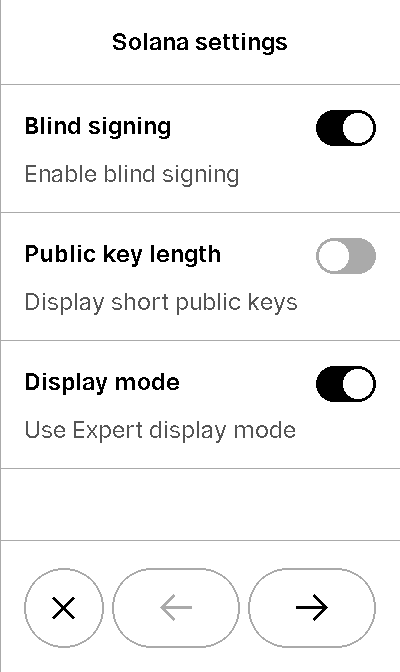 Solana settings
Blind signing
Enable blind signing
Public key length
Display short public keys
Display mode
Use Expert display mode